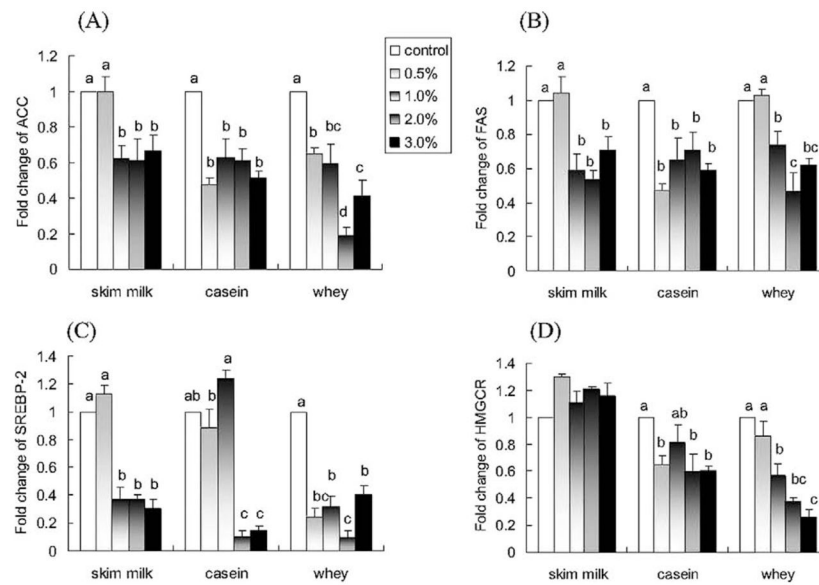 (A)
Fold change of ACC
1.2
1
0.8
0.6
0.4
0.2
0
a a b b b
a b b b b
a b bc d c
skim milk casein whey
control
0.5%
1.0%
2.0%
3.0%
(B)
Fold change of FAS
1.2
1
0.8
0.6
0.4
0.2
0
a a b b b
a b b b b
a a b c bc
skim milk casein whey
(C)
Fold change of SREBP-2
1.4
1.2
1
0.8
0.6
0.4
0.2
0
a a b b b
ab b a c c
a bc b c b
skim milk casein whey
(D)
Fold change of HMGCR
1.4
1.2
1
0.8
0.6
0.4
0.2
0
a b ab b b
a a b bc c
skim milk casein whey